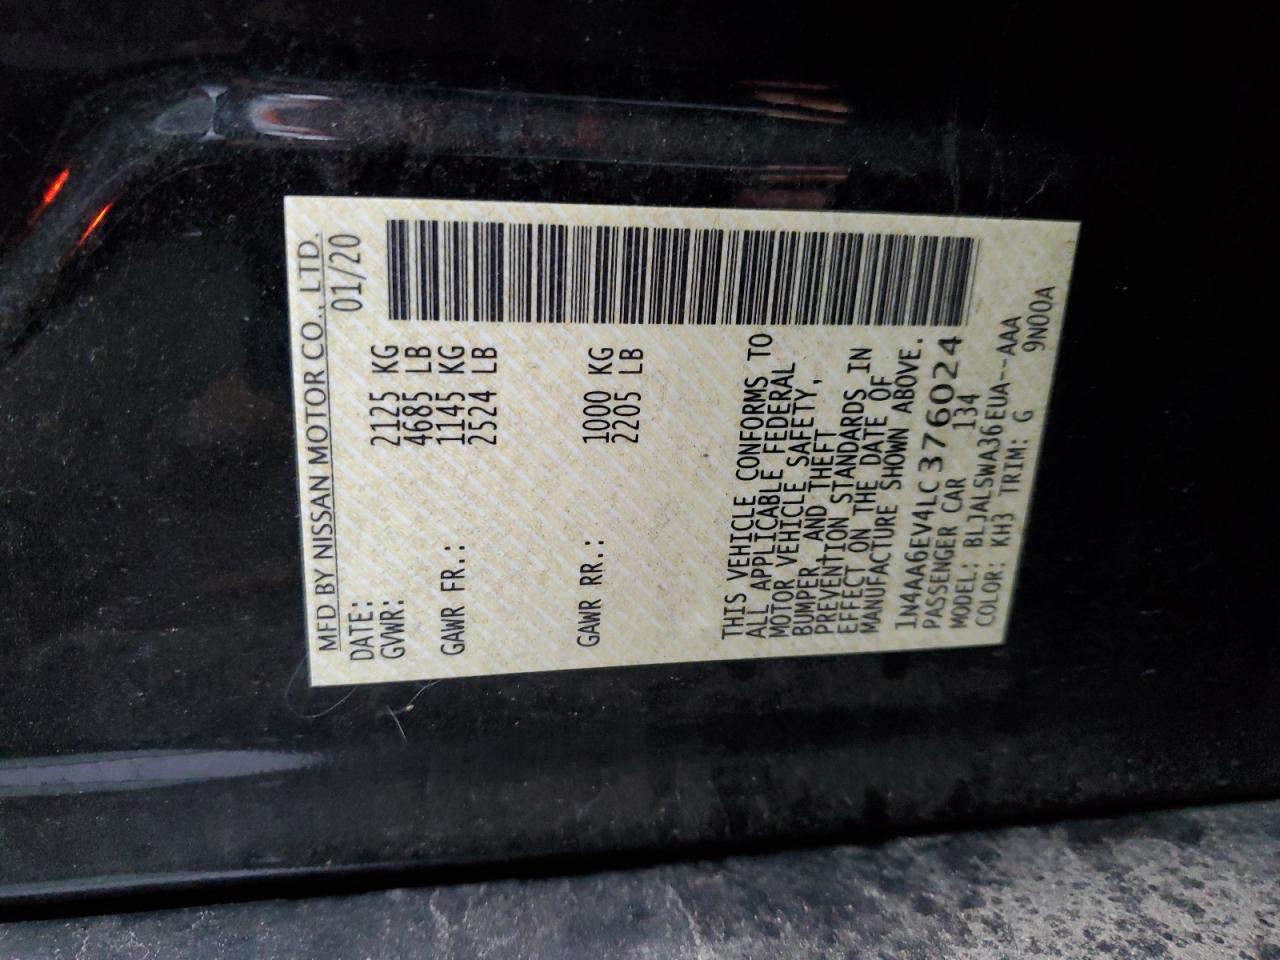 MFD BY NISSAN MOTOR CO., LTD.
DATE: 01/20
GVWR: 2125 KG
4685 LB
GAWR FR.: 1145 KG
2524 LB
GAWR RR.: 1000 KG
2205 LB
THIS VEHICLE CONFORMS TO
ALL APPLICABLE FEDERAL
MOTOR VEHICLE SAFETY,
BUMPER, AND THEFT
PREVENTION STANDARDS IN
EFFECT ON THE DATE OF
MANUFACTURE SHOWN ABOVE.
1N4AA6EV4LC376024
PASSENGER CAR 134
MODEL: BLJAL5WA36EUA--AAA
COLOR: KH3 TRIM: G 9N00A